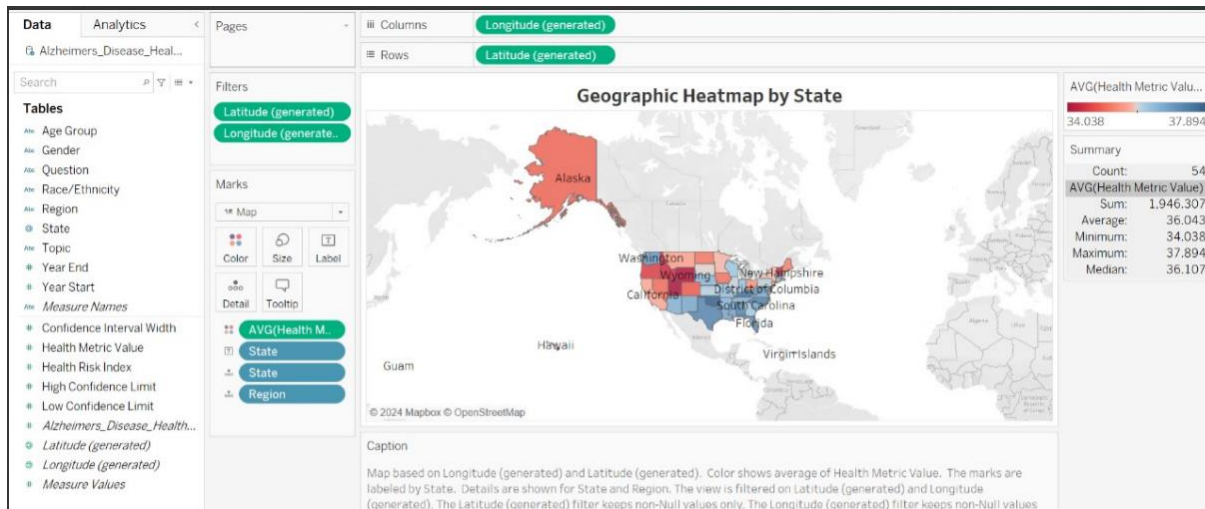 Data
Analytics
Alzheimers_Disease_Heal...
Search
Tables
Abc Age Group
Abc Gender
Abc Question
Abc Race/Ethnicity
Abc Region
State
Abc Topic
# Year End
# Year Start
Abc Measure Names
# Confidence Interval Width
# Health Metric Value
# Health Risk Index
# High Confidence Limit
# Low Confidence Limit
# Alzheimers_Disease_Health...
Latitude (generated)
Longitude (generated)
# Measure Values
Pages
Filters
Latitude (generated)
Longitude (generate..
Marks
Map
Color
Size
Label
Detail
Tooltip
AVG(Health M..
State
State
Region
Columns
Longitude (generated)
Rows
Latitude (generated)
Geographic Heatmap by State
Alaska
Washington
Wyoming
New Hampshire
California
District of Columbia
South Carolina
Florida
Hawaii
Guam
Virgin Islands
© 2024 Mapbox © OpenStreetMap
Caption
Map based on Longitude (generated) and Latitude (generated). Color shows average of Health Metric Value. The marks are
labeled by State. Details are shown for State and Region. The view is filtered on Latitude (generated) and Longitude
(generated). The Latitude (generated) filter keeps non-Null values only. The Longitude (generated) filter keeps non-Null values
AVG(Health Metric Valu...
34.038 37.894
Summary
Count: 54
AVG(Health Metric Value)
Sum: 1,946.307
Average: 36.043
Minimum: 34.038
Maximum: 37.894
Median: 36.107